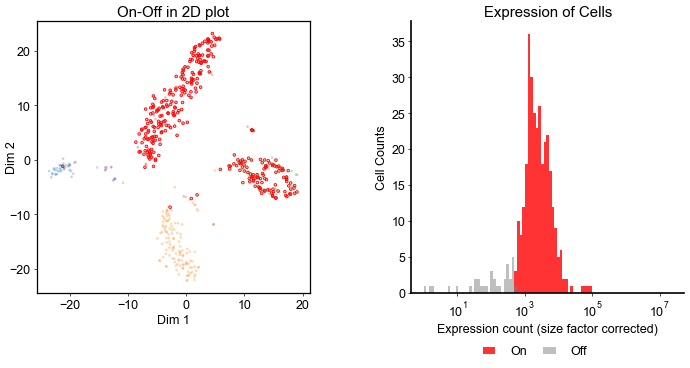 On-Off in 2D plot
Dim 2
20
10
0
−10
−20
−20 −10 0 10 20
Dim 1
Expression of Cells
Cell Counts
35
30
25
20
15
10
5
0
10^1 10^3 10^5 10^7
Expression count (size factor corrected)
On Off